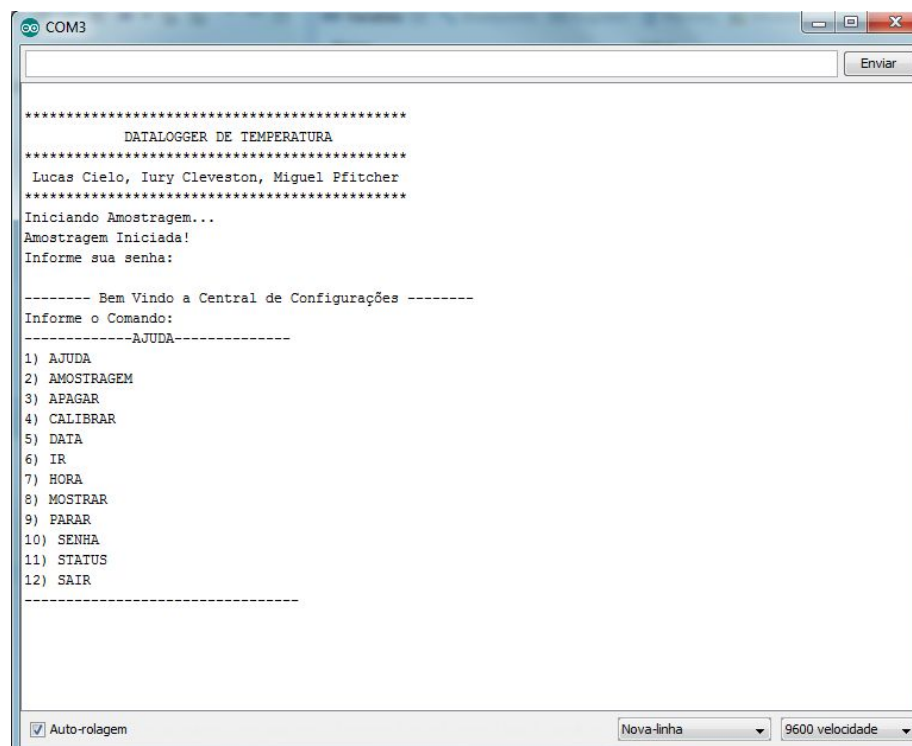 COM3
Enviar
**********************************************
DATALOGGER DE TEMPERATURA
**********************************************
Lucas Cielo, Iury Cleveston, Miguel Pfitcher
**********************************************
Iniciando Amostragem...
Amostragem Iniciada!
Informe sua senha:
-------- Bem Vindo a Central de Configurações --------
Informe o Comando:
-------------AJUDA--------------
1) AJUDA
2) AMOSTRAGEM
3) APAGAR
4) CALIBRAR
5) DATA
6) IR
7) HORA
8) MOSTRAR
9) PARAR
10) SENHA
11) STATUS
12) SAIR
---------------------------------
Auto-rolagem
Nova-linha
9600 velocidade